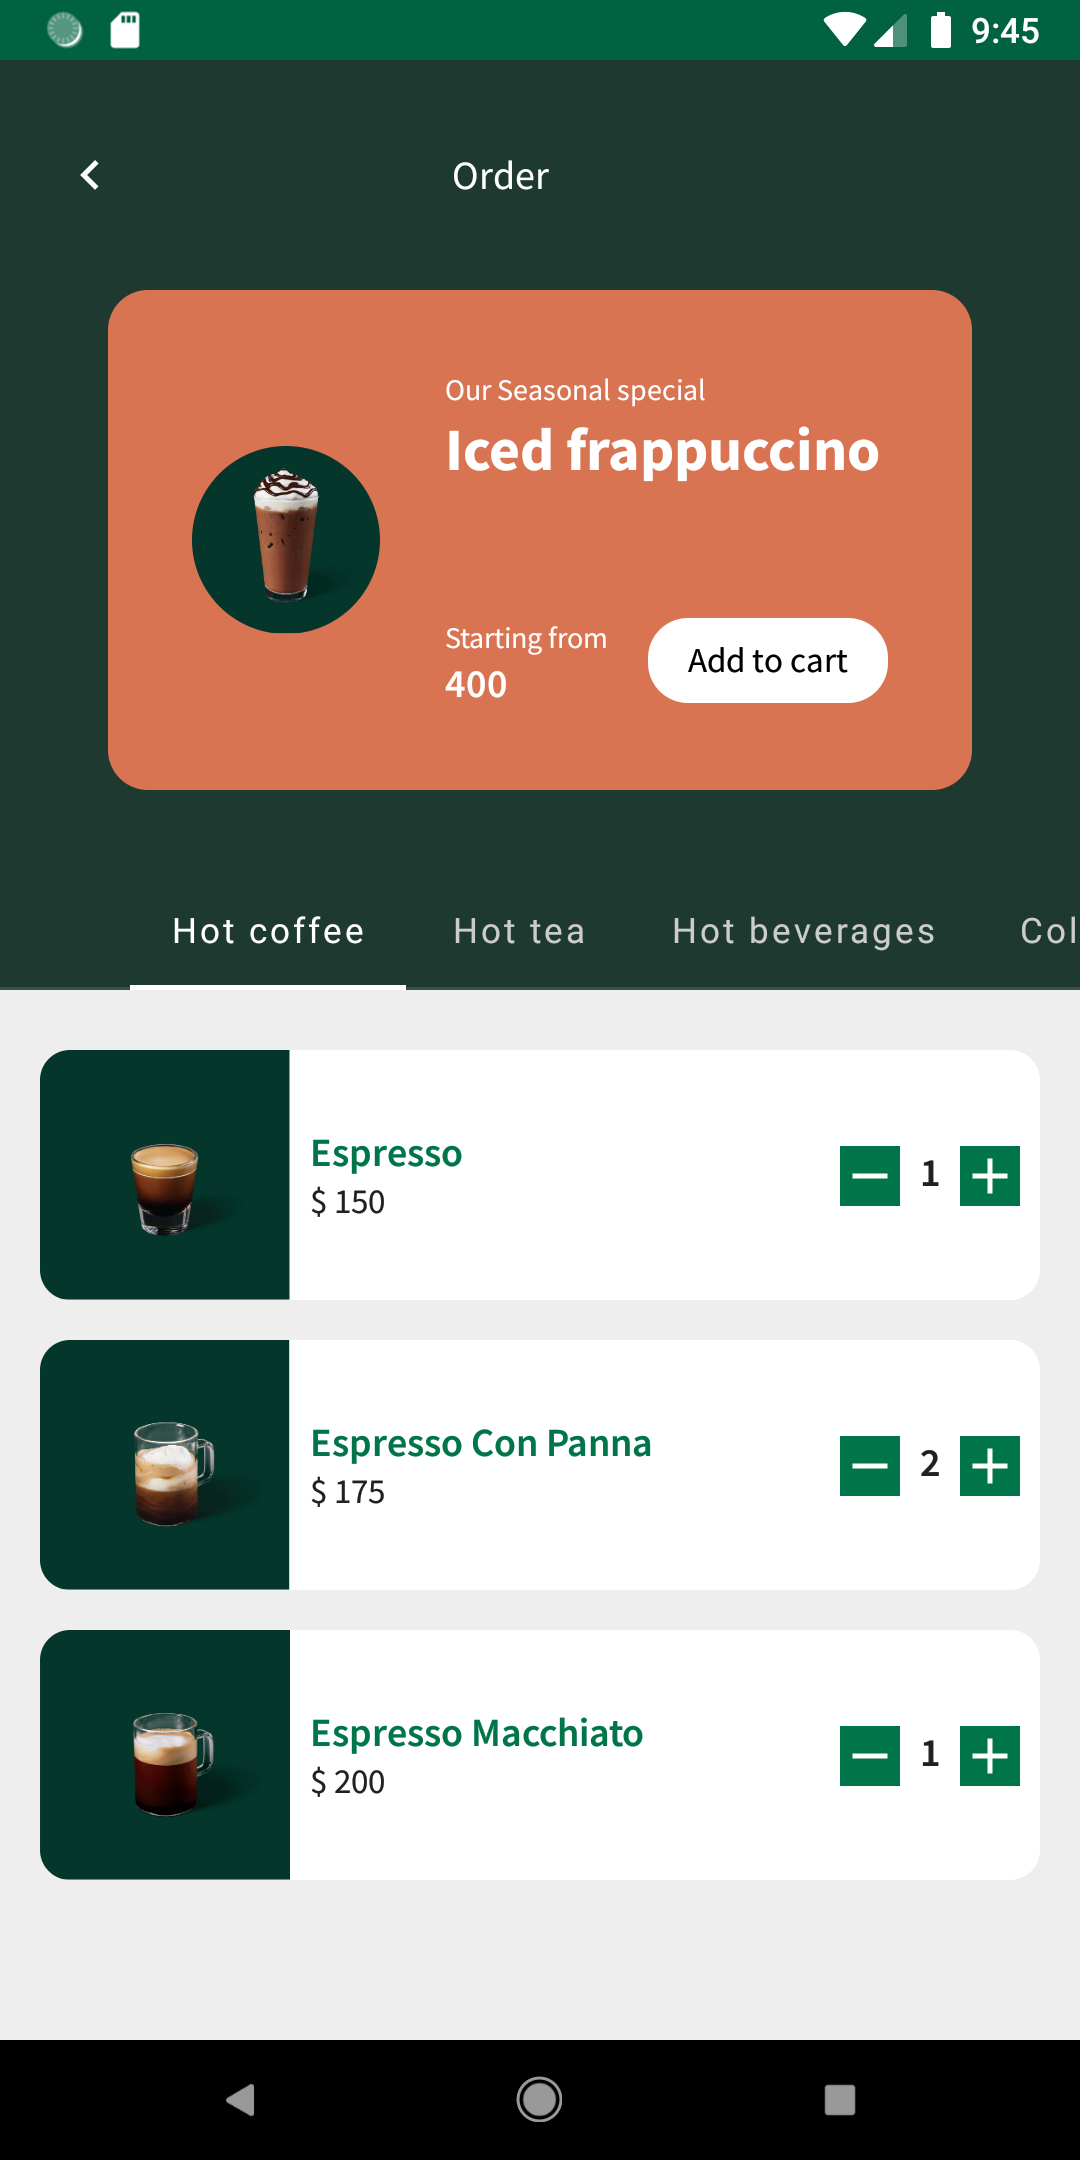 9:45
Order
Our Seasonal special
Iced frappuccino
Starting from
400
Add to cart
Hot coffee Hot tea Hot beverages Col
Espresso
$ 150
1
Espresso Con Panna
$ 175
2
Espresso Macchiato
$ 200
1